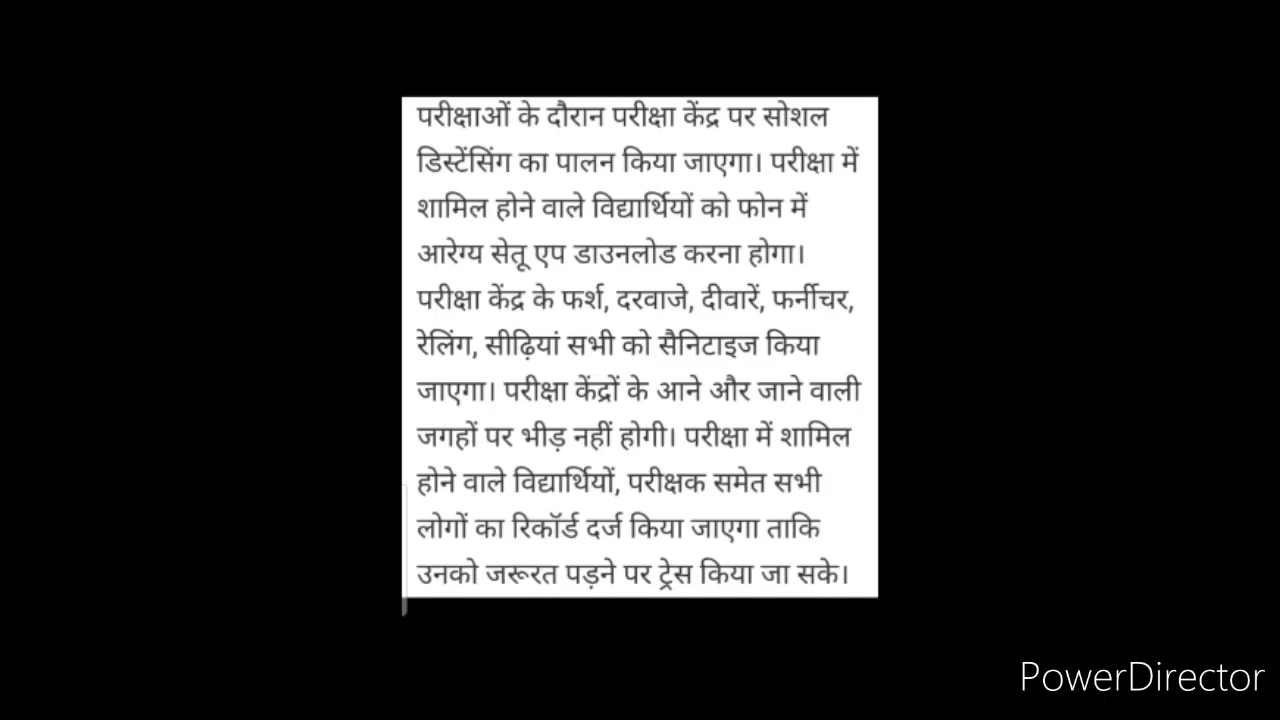 परीक्षाओं के दौरान परीक्षा केंद्र पर सोशल
डिस्टेंसिंग का पालन किया जाएगा। परीक्षा में
शामिल होने वाले विद्यार्थियों को फोन में
आरेग्य सेतू एप डाउनलोड करना होगा।
परीक्षा केंद्र के फर्श, दरवाजे, दीवारें, फर्नीचर,
रेलिंग, सीढ़ियां सभी को सैनिटाइज किया
जाएगा। परीक्षा केंद्रों के आने और जाने वाली
जगहों पर भीड़ नहीं होगी। परीक्षा में शामिल
होने वाले विद्यार्थियों, परीक्षक समेत सभी
लोगों का रिकॉर्ड दर्ज किया जाएगा ताकि
उनको जरूरत पड़ने पर ट्रेस किया जा सके।
PowerDirector